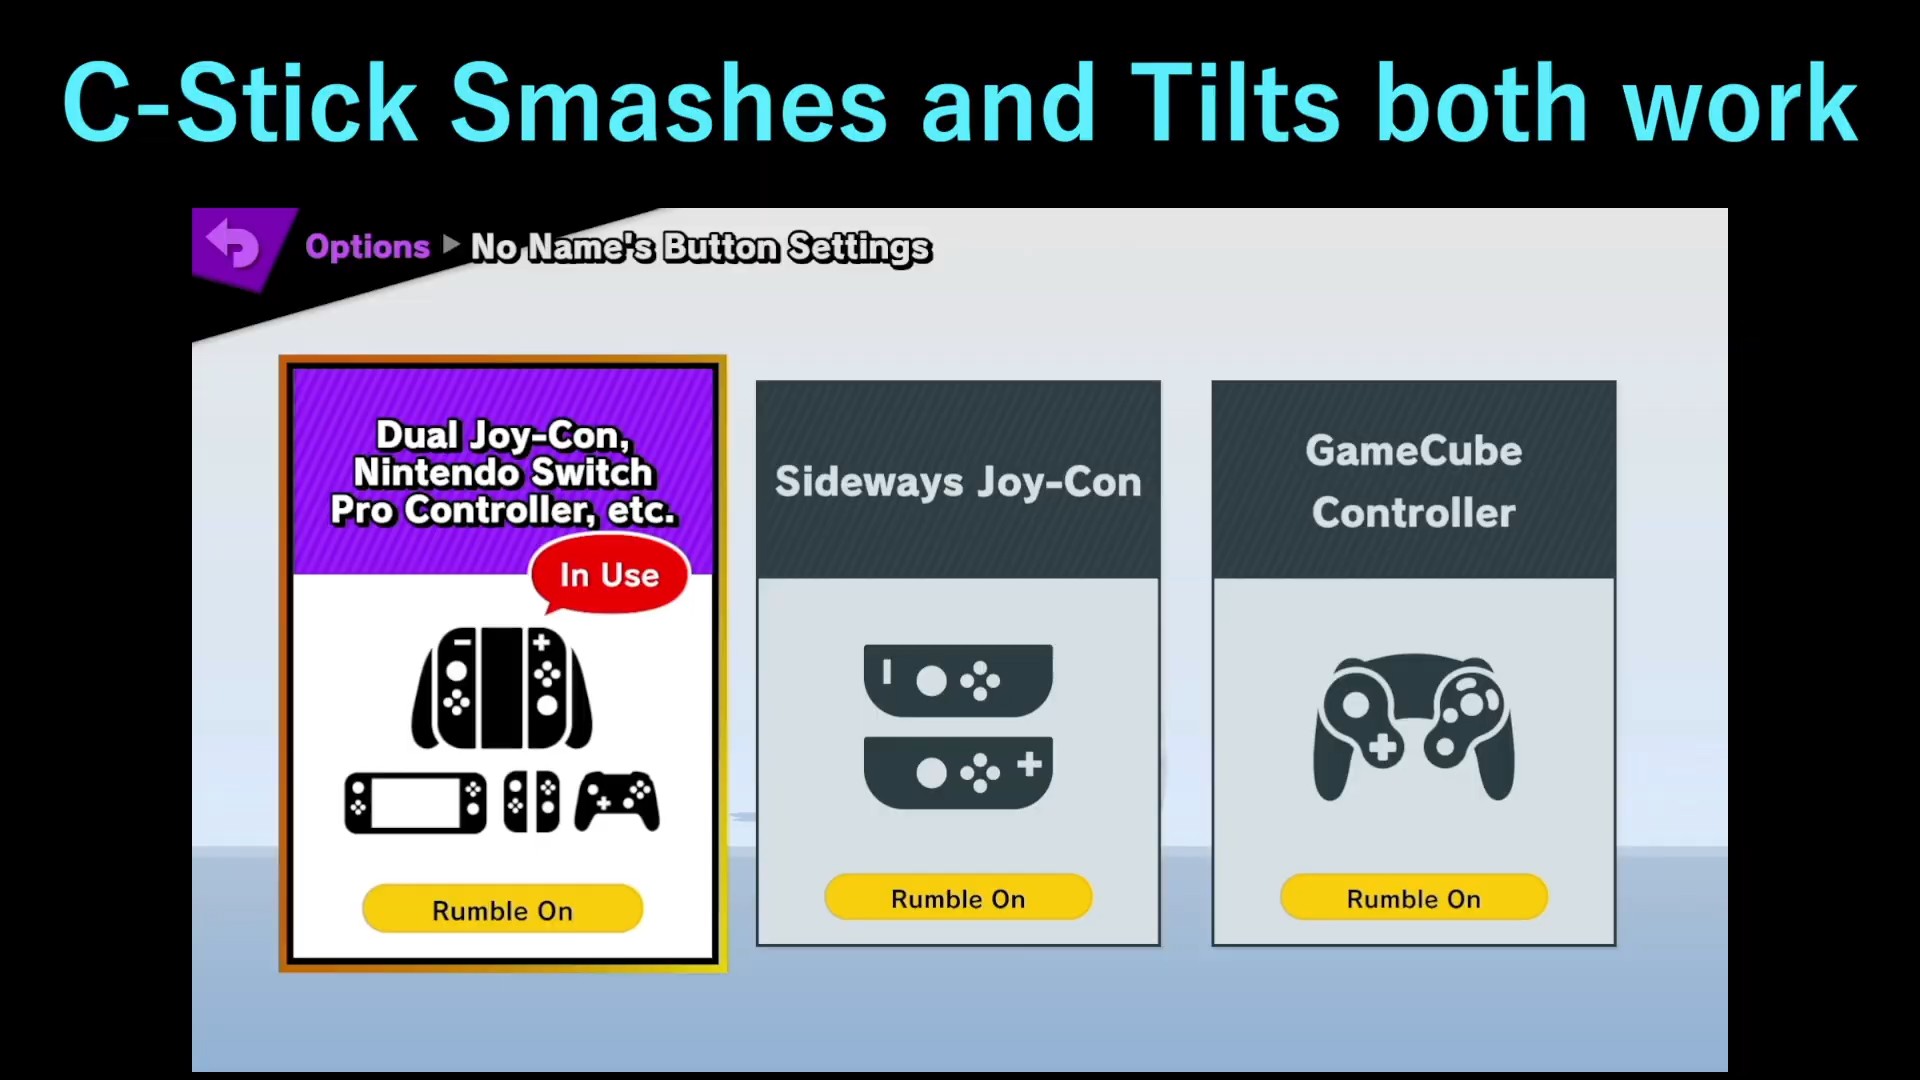 C-Stick Smashes and Tilts both work
Options ▶ No Name's Button Settings
Dual Joy-Con,
Nintendo Switch
Pro Controller, etc.
In Use
Rumble On
Sideways Joy-Con
Rumble On
GameCube
Controller
Rumble On